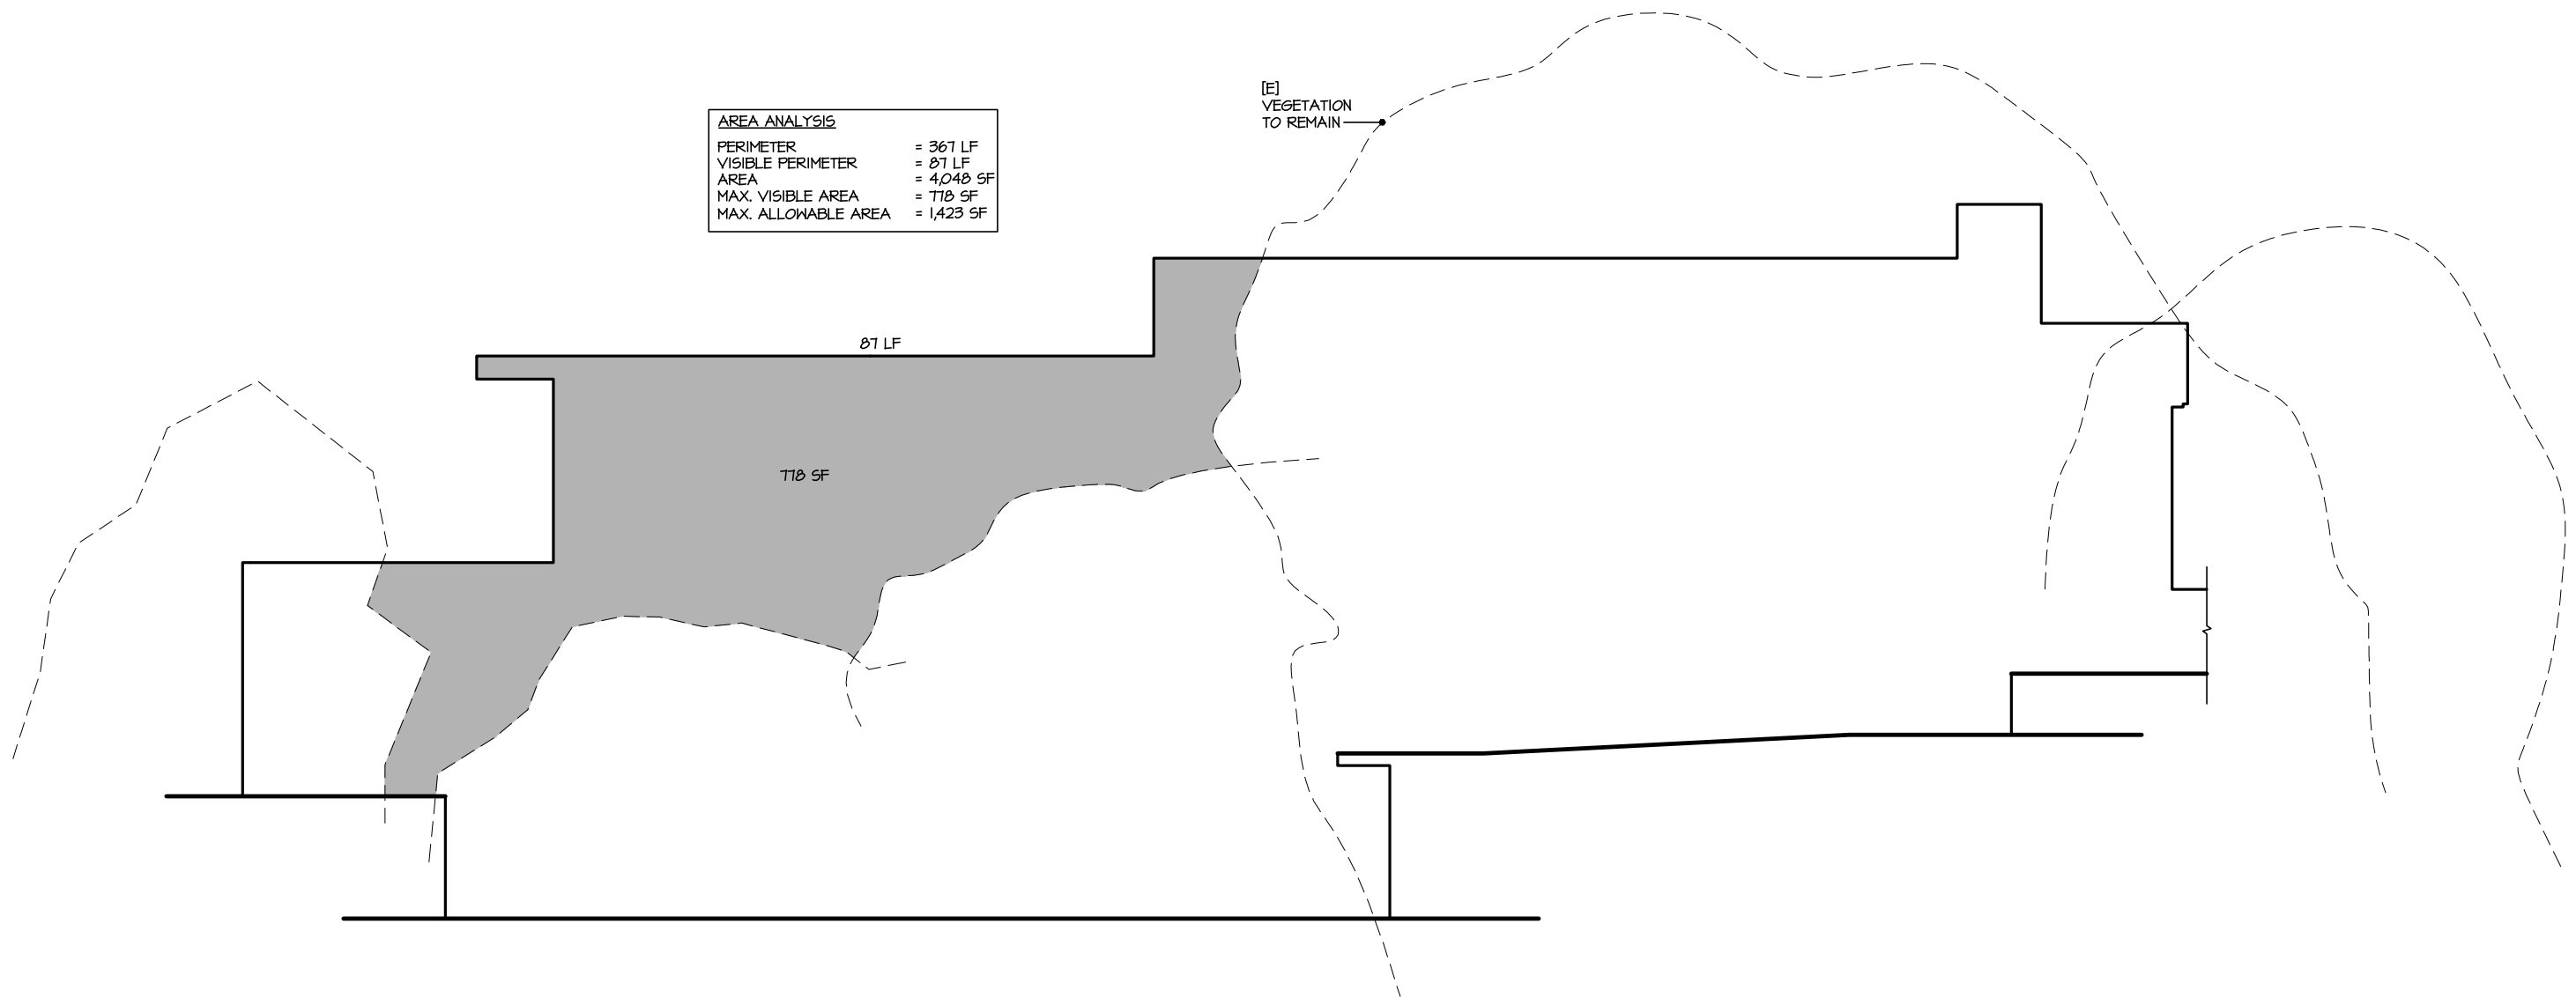 AREA ANALYSIS
PERIMETER = 367 LF
VISIBLE PERIMETER = 87 LF
AREA = 4,048 SF
MAX. VISIBLE AREA = 778 SF
MAX. ALLOWABLE AREA = 1,423 SF
[E]
VEGETATION
TO REMAIN
87 LF
778 SF